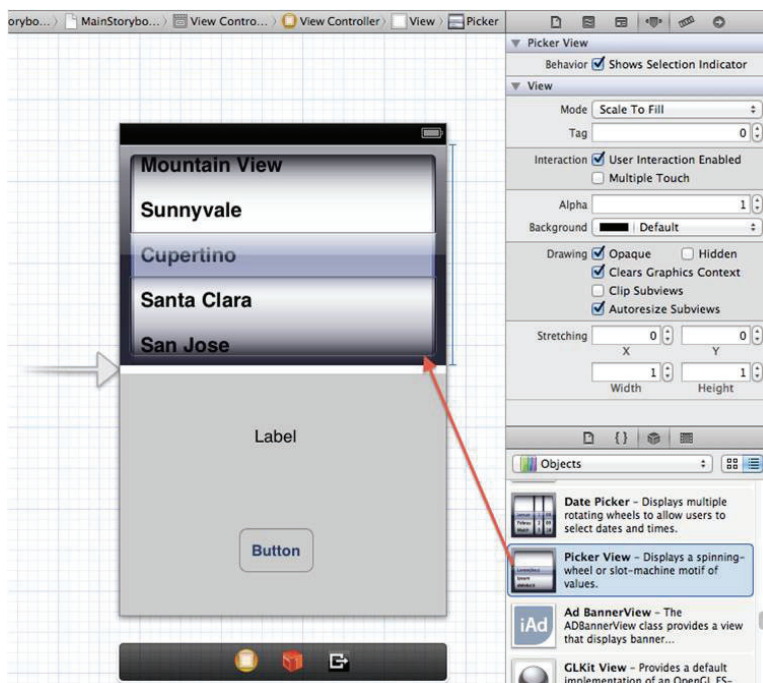 orybo... MainStorybo... View Contro... View Controller View Picker
Picker View
Behavior Shows Selection Indicator
View
Mode Scale To Fill
Tag 0
Interaction User Interaction Enabled
Multiple Touch
Alpha 1
Background Default
Drawing Opaque Hidden
Clears Graphics Context
Clip Subviews
Autoresize Subviews
Stretching 0 0
X Y
1 1
Width Height
Mountain View
Sunnyvale
Cupertino
Santa Clara
San Jose
Label
Button
{ }
Objects
Date Picker – Displays multiple
rotating wheels to allow users to
select dates and times.
Picker View – Displays a spinning-
wheel or slot-machine motif of
values.
iAd
Ad BannerView – The
ADBannerView class provides a view
that displays banner...
GLKit View – Provides a default
implementation of an OpenGL ES-